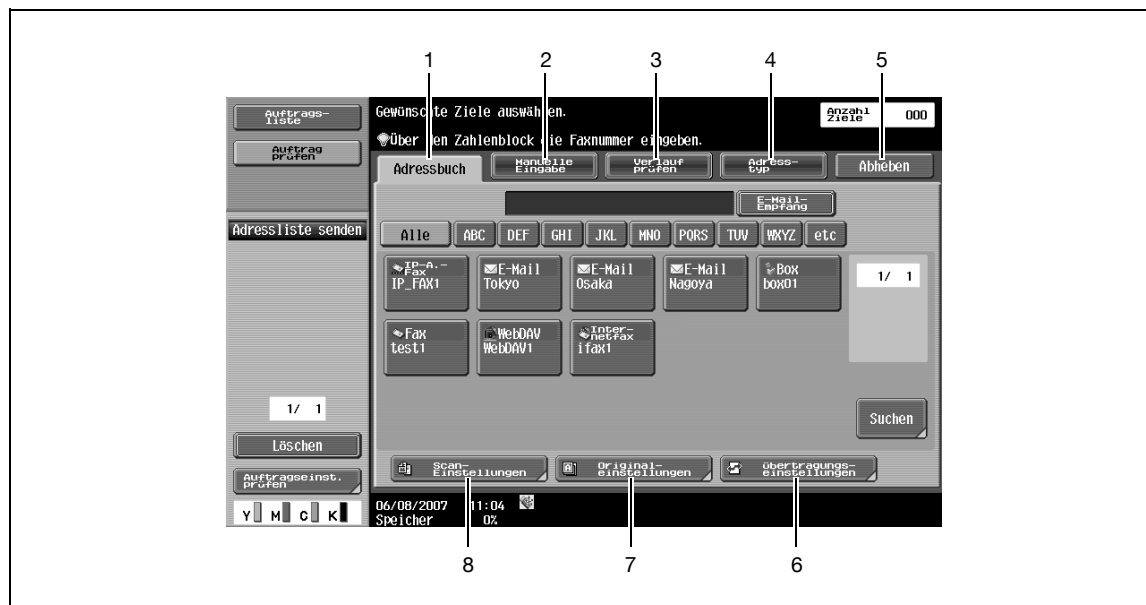 1 2 3 4 5
Auftrags-
liste
Auftrag
prüfen
Gewünschte Ziele auswählen.
Anzahl
Ziele 000
Über den Zahlenblock die Faxnummer eingeben.
Adressbuch
Manuelle
Eingabe
Verlauf
prüfen
Adress-
typ
Abheben
E-Mail-
Empfang
Adressliste senden
Alle ABC DEF GHI JKL MNO PQRS TUV WXYZ etc
IP-A.-
Fax
IP_FAX1
E-Mail
Tokyo
E-Mail
Osaka
E-Mail
Nagoya
Box
box01
1/ 1
Fax
test1
WebDAV
WebDAV1
Inter-
netfax
ifax1
1/ 1
Suchen
Löschen
Auftragseinst.
prüfen
Scan-
Einstellungen
Original-
einstellungen
Übertragungs-
einstellungen
Y M C K
06/08/2007 11:04
Speicher 0%
8 7 6